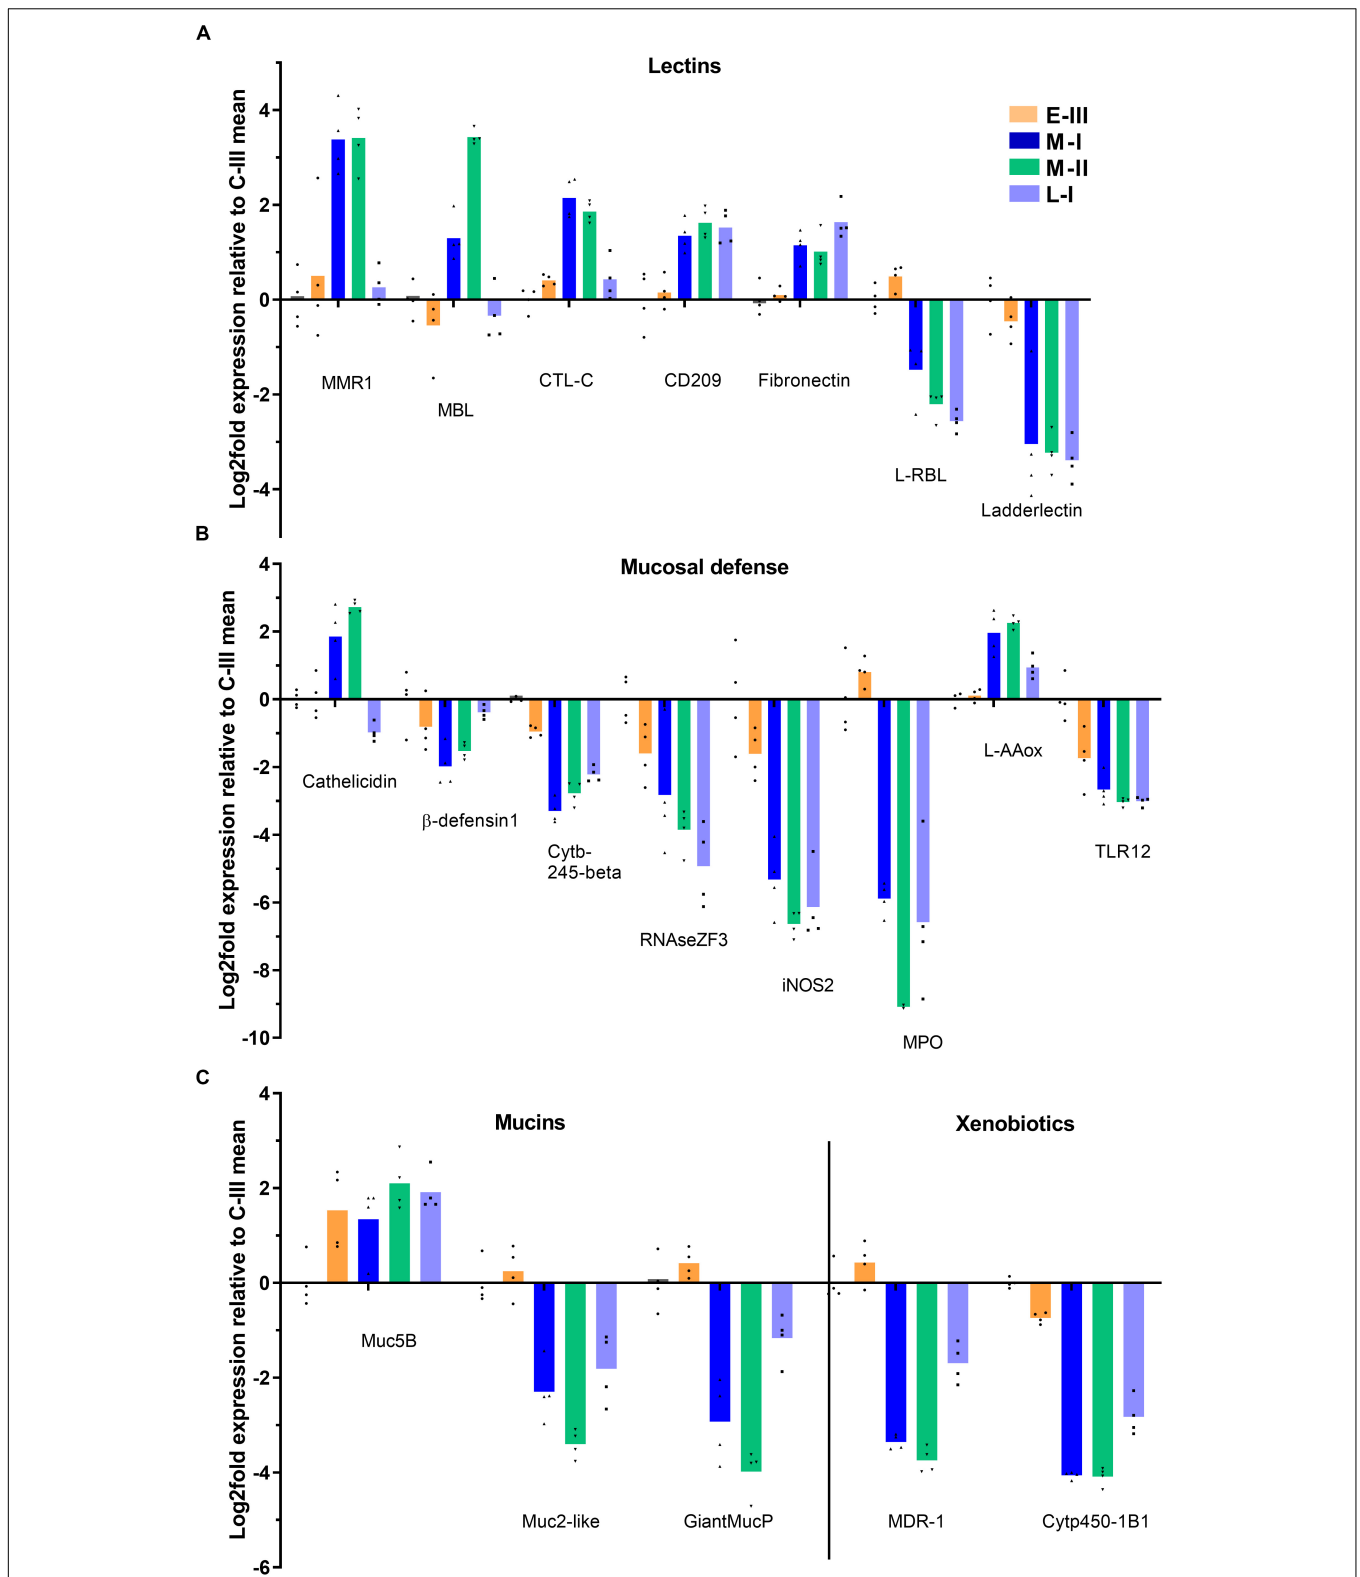 A
Lectins
Log2fold expression relative to C-III mean
4
2
0
-2
-4
E-III
M-I
M-II
L-I
MMR1
MBL
CTL-C
CD209
Fibronectin
L-RBL
Ladderlectin
B
Mucosal defense
Log2fold expression relative to C-III mean
4
2
0
-2
-4
-6
-8
-10
Cathelicidin
β-defensin1
Cytb-
245-beta
RNAseZF3
iNOS2
MPO
L-AAox
TLR12
C
Mucins
Xenobiotics
Log2fold expression relative to C-III mean
4
2
0
-2
-4
-6
Muc5B
Muc2-like
GiantMucP
MDR-1
Cytp450-1B1